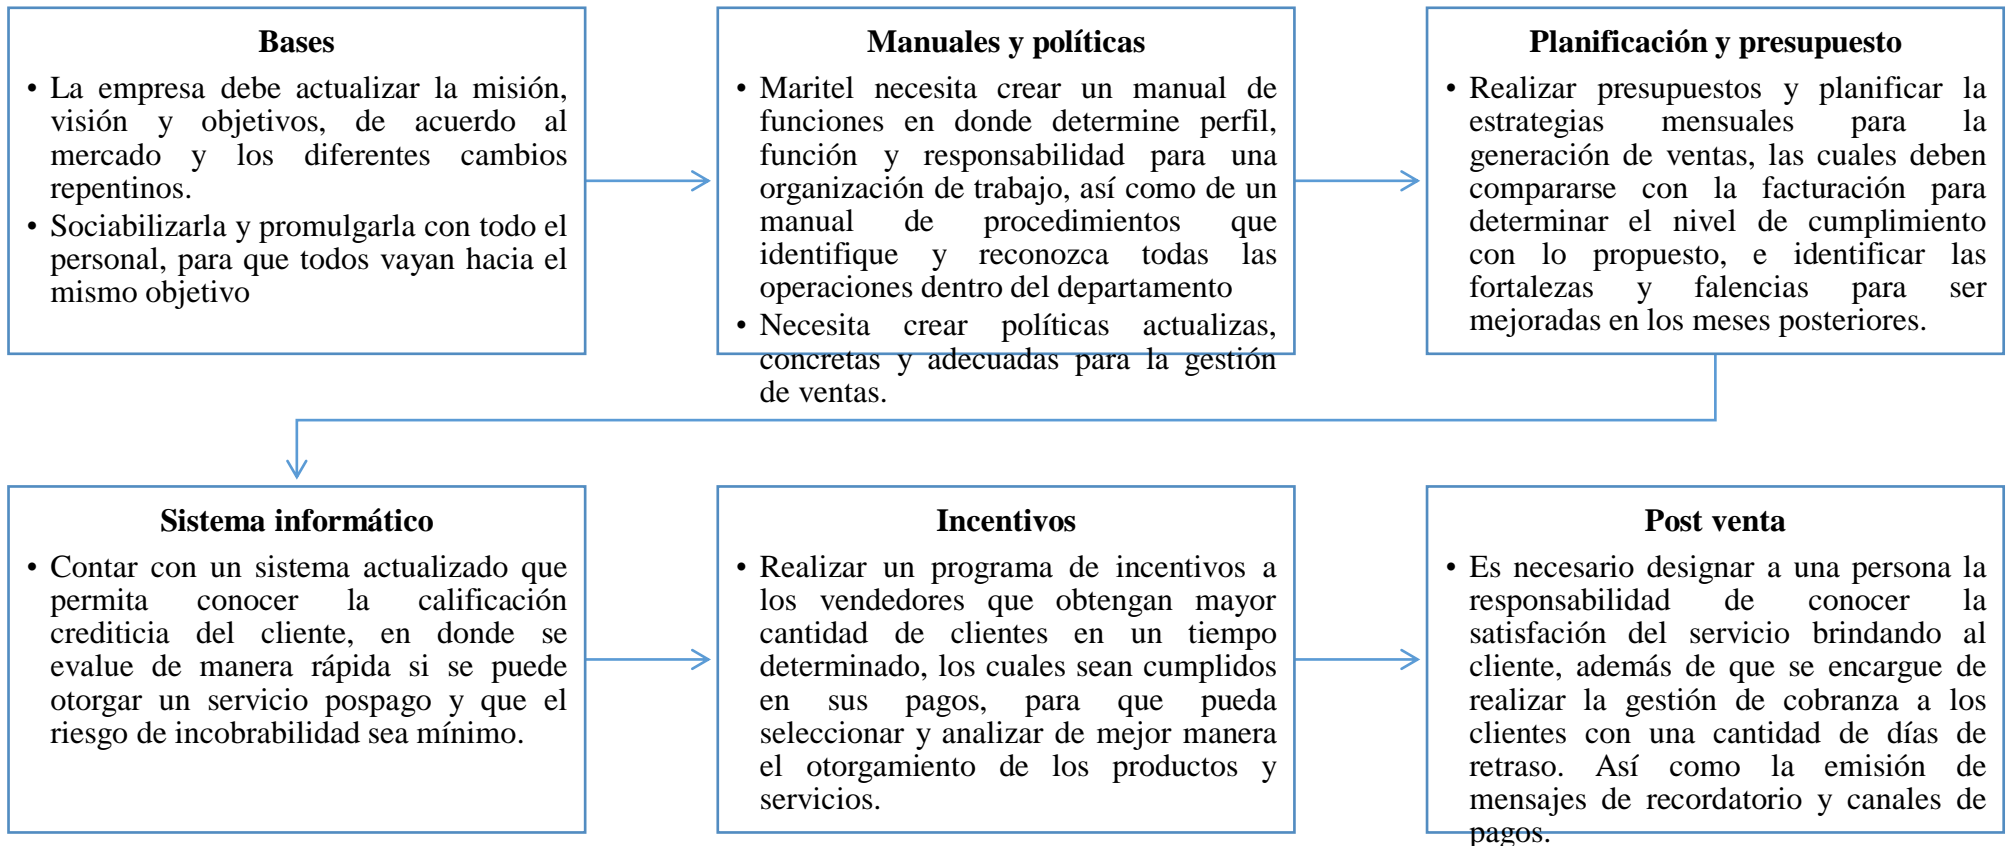 Bases
• La empresa debe actualizar la misión,
visión y objetivos, de acuerdo al
mercado y los diferentes cambios
repentinos.
• Sociabilizarla y promulgarla con todo el
personal, para que todos vayan hacia el
mismo objetivo
Manuales y políticas
• Maritel necesita crear un manual de
funciones en donde determine perfil,
función y responsabilidad para una
organización de trabajo, así como de un
manual de procedimientos que
identifique y reconozca todas las
operaciones dentro del departamento
• Necesita crear políticas actualizas,
concretas y adecuadas para la gestión
de ventas.
Planificación y presupuesto
• Realizar presupuestos y planificar la
estrategias mensuales para la
generación de ventas, las cuales deben
compararse con la facturación para
determinar el nivel de cumplimiento
con lo propuesto, e identificar las
fortalezas y falencias para ser
mejoradas en los meses posteriores.
Sistema informático
• Contar con un sistema actualizado que
permita conocer la calificación
crediticia del cliente, en donde se
evalue de manera rápida si se puede
otorgar un servicio pospago y que el
riesgo de incobrabilidad sea mínimo.
Incentivos
• Realizar un programa de incentivos a
los vendedores que obtengan mayor
cantidad de clientes en un tiempo
determinado, los cuales sean cumplidos
en sus pagos, para que pueda
seleccionar y analizar de mejor manera
el otorgamiento de los productos y
servicios.
Post venta
• Es necesario designar a una persona la
responsabilidad de conocer la
satisfacción del servicio brindando al
cliente, además de que se encargue de
realizar la gestión de cobranza a los
clientes con una cantidad de días de
retraso. Así como la emisión de
mensajes de recordatorio y canales de
pagos.